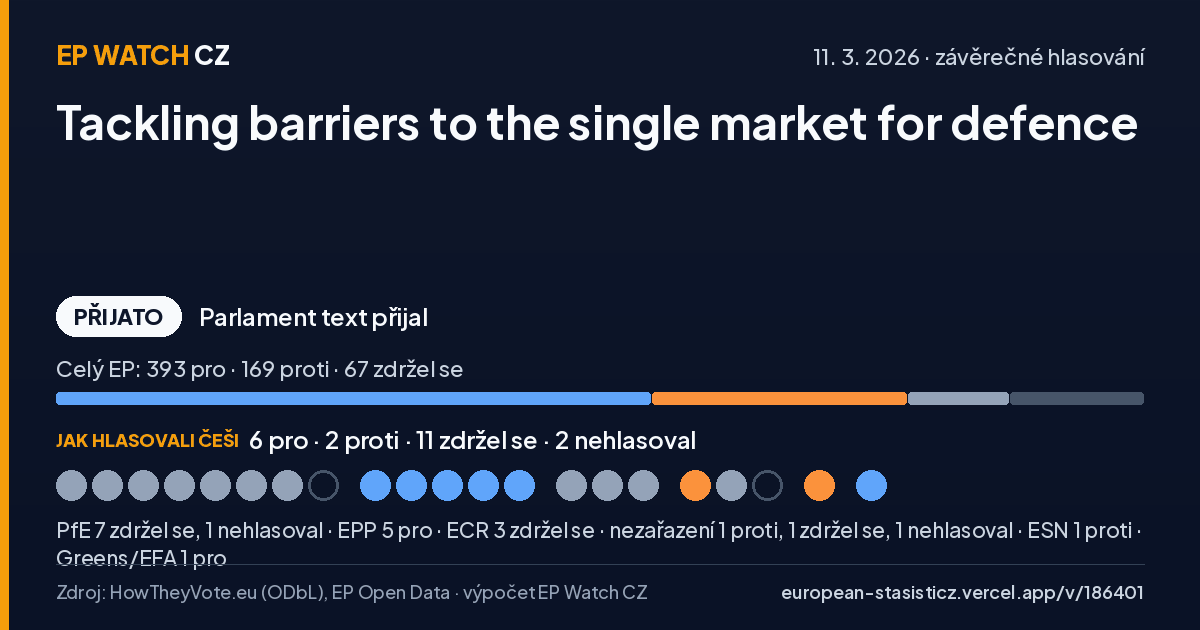 EP WATCH CZ
11. 3. 2026 · závěrečné hlasování
Tackling barriers to the single market for defence
PŘIJATO Parlament text přijal
Celý EP: 393 pro · 169 proti · 67 zdržel se
JAK HLASOVALI ČEŠI 6 pro · 2 proti · 11 zdržel se · 2 nehlasoval
PfE 7 zdržel se, 1 nehlasoval · EPP 5 pro · ECR 3 zdržel se · nezařazení 1 proti, 1 zdržel se, 1 nehlasoval · ESN 1 proti ·
Greens/EFA 1 pro
Zdroj: HowTheyVote.eu (ODbL), EP Open Data · výpočet EP Watch CZ
european-stasisticz.vercel.app/v/186401